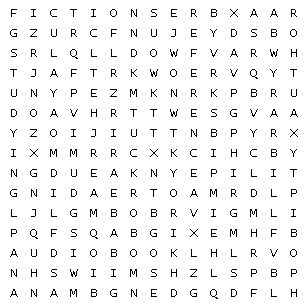 F I C T I O N S E R B X A A R
G Z U R C F N U J E Y D S B O
S R L Q L L D O W F V A R W H
T J A F T R K W O E R V Q Y T
U N Y P E Z M K N R K P B R U
D O A V H R T T W E S G V A A
Y Z O I J I U T T N B P Y R X
I X M M R R C X K C I H C B Y
N G D U E A K N Y E P I L I T
G N I D A E R T O A M R D L P
L J L G M B O B R V I G M L I
P Q F S Q A B G I X E M H F B
A U D I O B O O K L H L R V O
N H S W I I M S H Z L S P B P
A N A M B G N E D G Q D F L H